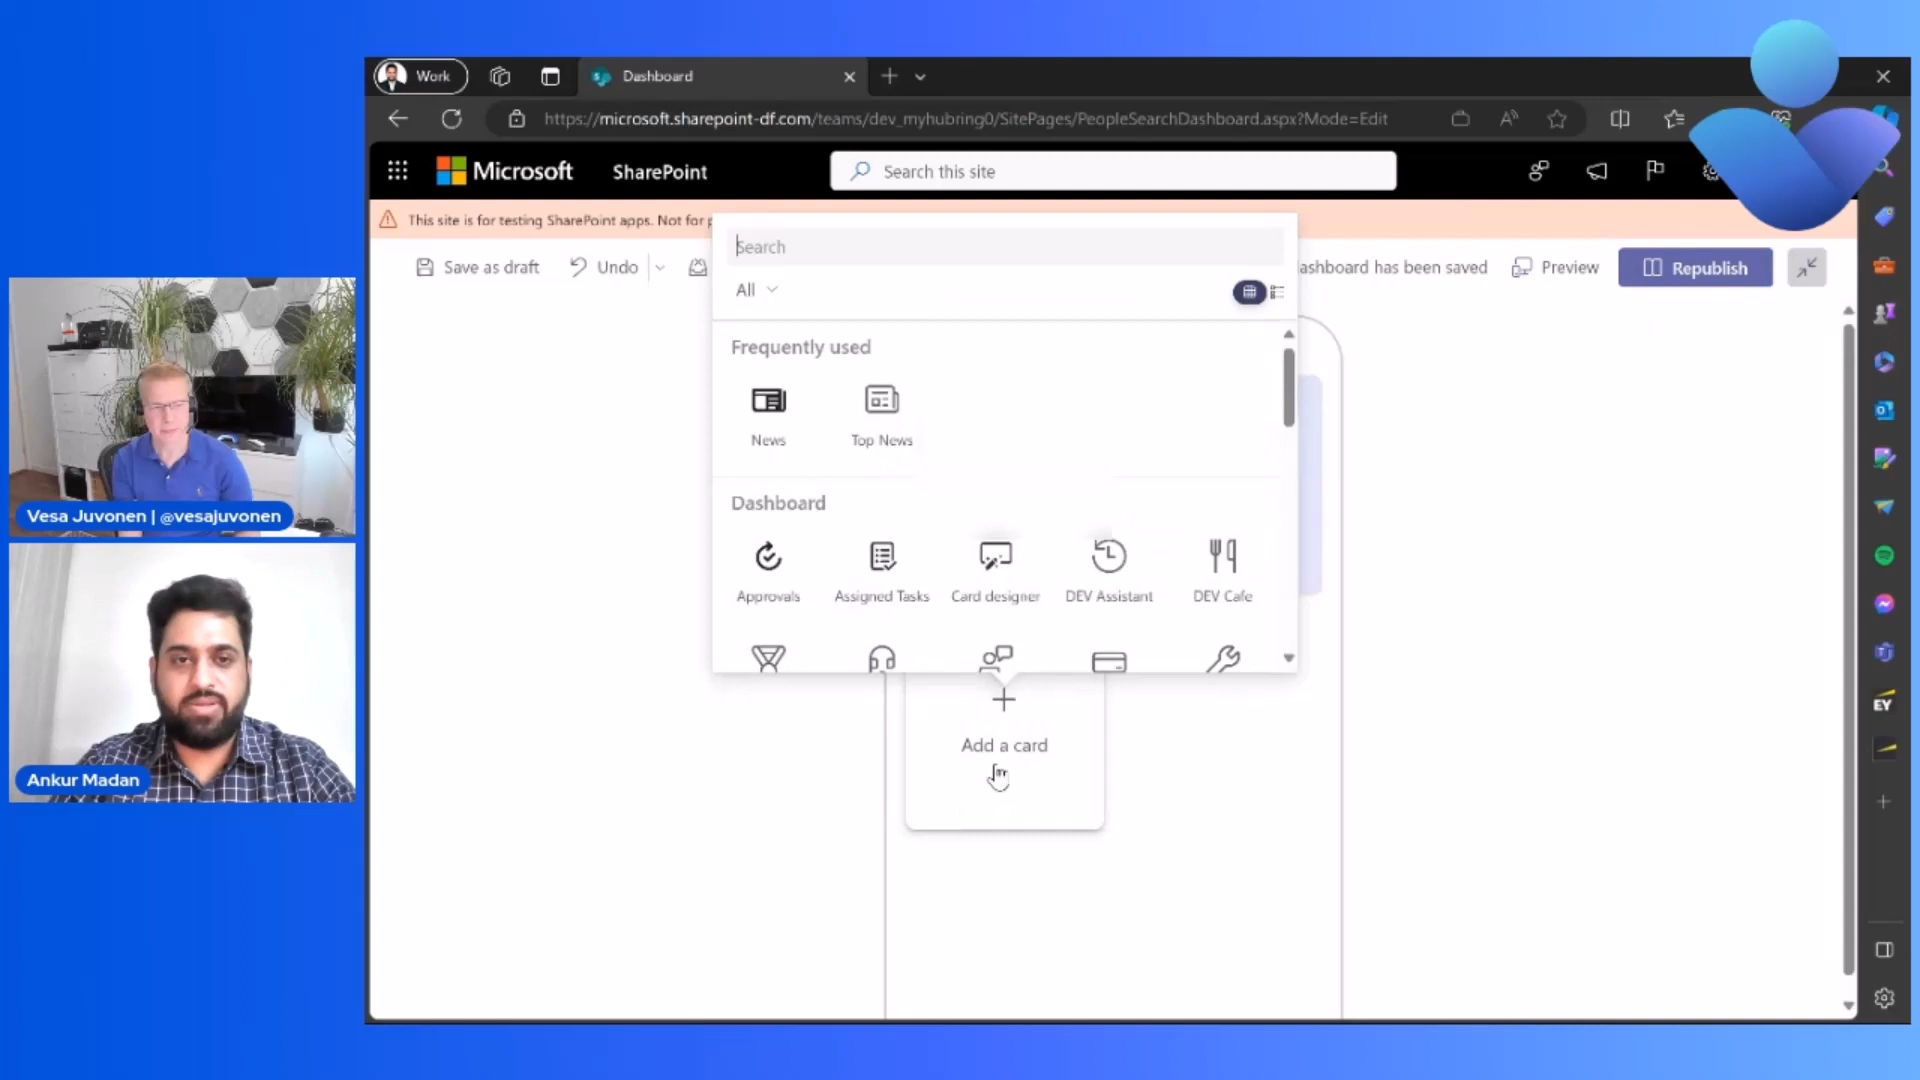 Work
Dashboard
https://microsoft.sharepoint-df.com/teams/dev_myhubring0/SitePages/PeopleSearchDashboard.aspx?Mode=Edit
Microsoft
SharePoint
Search this site
This site is for testing SharePoint apps. Not for
Save as draft
Undo
ashboard has been saved
Preview
Republish
Search
All
Frequently used
News
Top News
Dashboard
Approvals
Assigned Tasks
Card designer
DEV Assistant
DEV Cafe
Add a card
Vesa Juvonen | @vesajuvonen
Ankur Madan
EY